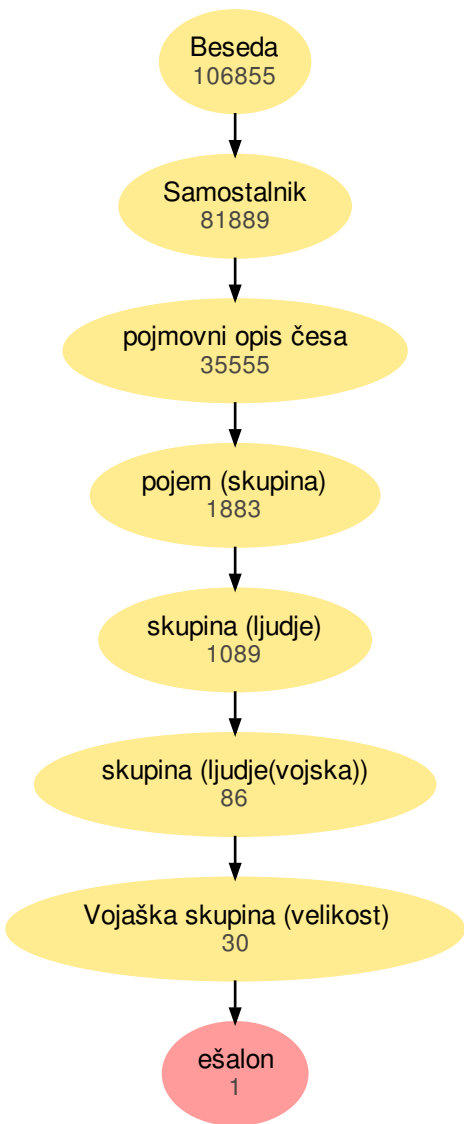 Beseda
106855
Samostalnik
81889
pojmovni opis česa
35555
pojem (skupina)
1883
skupina (ljudje)
1089
skupina (ljudje(vojska))
86
Vojaška skupina (velikost)
30
ešalon
1